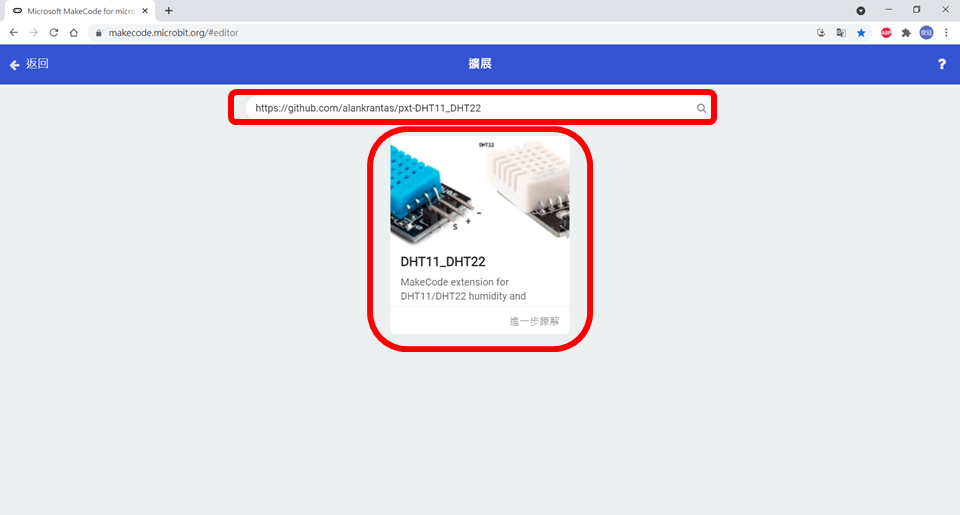 Microsoft MakeCode for micro
makecode.microbit.org/#editor
ABP
返回
擴展
?
https://github.com/alankrantas/pxt-DHT11_DHT22
DHT22
S + -
DHT11_DHT22
MakeCode extension for
DHT11/DHT22 humidity and
進一步瞭解